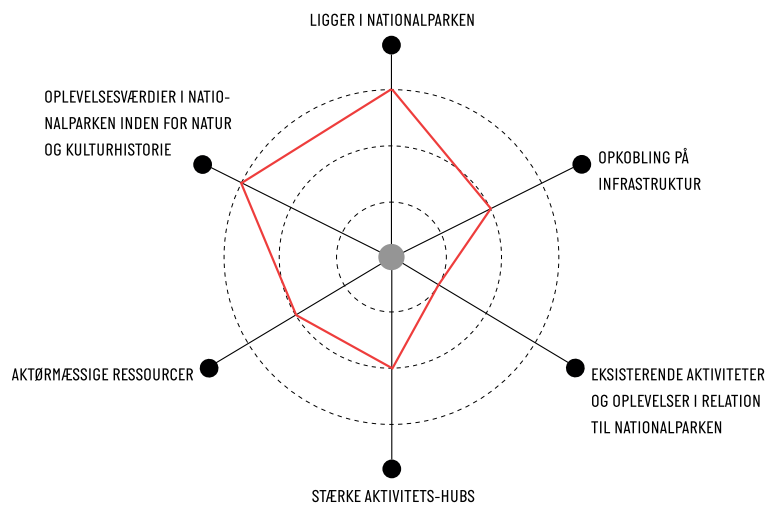 LIGGER I NATIONALPARKEN
OPLEVELSESVÆRDIER I NATIO-
NALPARKEN INDEN FOR NATUR
OG KULTURHISTORIE
OPKOBLING PÅ
INFRASTRUKTUR
AKTØRMÆSSIGE RESSOURCER
EKSISTERENDE AKTIVITETER
OG OPLEVELSER I RELATION
TIL NATIONALPARKEN
STÆRKE AKTIVITETS-HUBS